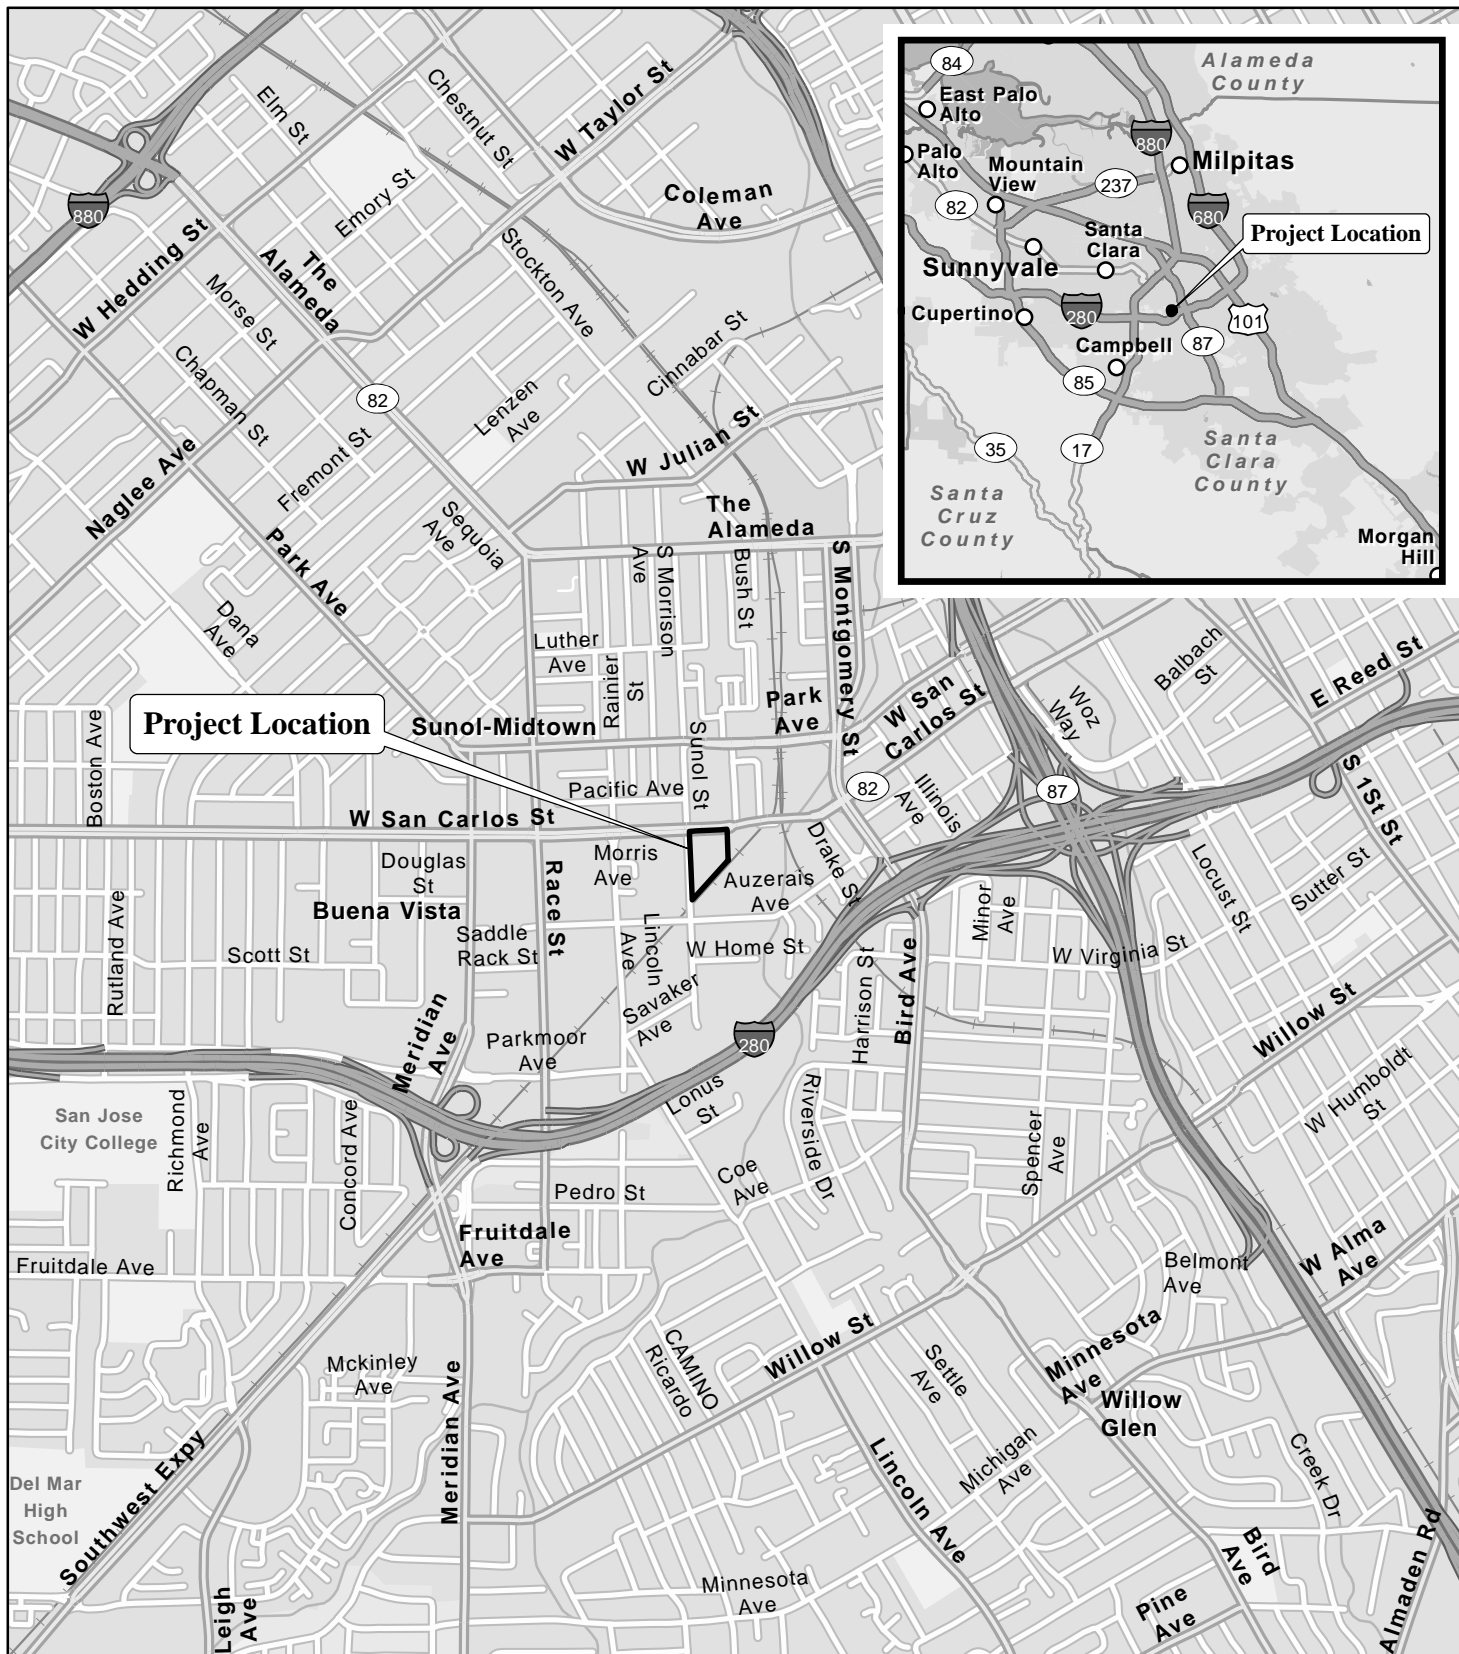 Elm St
Chestnut St
W Taylor St
Emory St
Coleman
Ave
880
W Hedding St
The
Alameda
Stockton Ave
Morse St
Chapman St
82
Cinnabar St
Lenzen
Ave
Naglee Ave
Fremont St
W Julian St
Sequoia
Ave
The
Alameda
Park Ave
Ave
S Morrison
Bush St
S Montgomery St
Dana
Ave
Luther
Ave
Rainier
St
Park
Ave
W San
Carlos St
Woz
Way
Balbach
St
E Reed St
Project Location
Sunol-Midtown
Sunol St
Boston Ave
Pacific Ave
82
Illinois
Ave
87
S 1St St
W San Carlos St
Douglas
St
Race St
Morris
Ave
Drake St
Auzerais
Ave
Locust St
Sutter St
Buena Vista
Rutland Ave
Scott St
Saddle
Rack St
Lincoln
Ave
W Home St
Minor
Ave
W Virginia St
Harrison St
Bird Ave
Savaker
Ave
Meridian
Ave
Parkmoor
Ave
280
Willow St
San Jose
City College
Richmond
Ave
Concord Ave
Lonus
St
Riverside Dr
Spencer
Ave
W Humboldt
St
Coe
Ave
Pedro St
Fruitdale
Ave
Fruitdale Ave
Belmont
Ave
W Alma
Ave
Mckinley
Ave
Meridian Ave
CAMINO
Ricardo
Willow St
Settle
Ave
Minnesota
Ave
Willow
Glen
Southwest Expy
Del Mar
High
School
Lincoln Ave
Michigan
Ave
Creek Dr
Leigh
Ave
Minnesota
Ave
Bird
Ave
Pine
Ave
Almaden Rd
84
Alameda
County
East Palo
Alto
880
Palo
Alto
Mountain
View
Milpitas
237
82
680
Santa
Clara
Project Location
Sunnyvale
Cupertino
280
101
87
Campbell
85
35
17
Santa
Clara
County
Santa
Cruz
County
Morgan
Hill